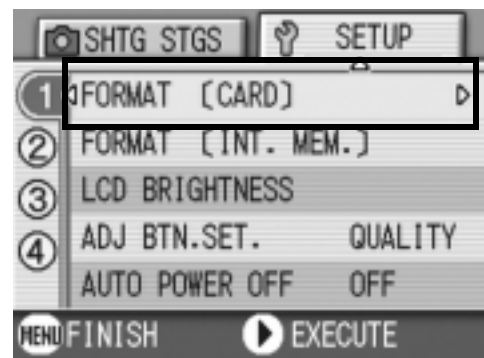 SHTG STGS SETUP
1 FORMAT [CARD]
2 FORMAT [INT. MEM.]
3 LCD BRIGHTNESS
4 ADJ BTN.SET. QUALITY
AUTO POWER OFF OFF
MENU FINISH EXECUTE